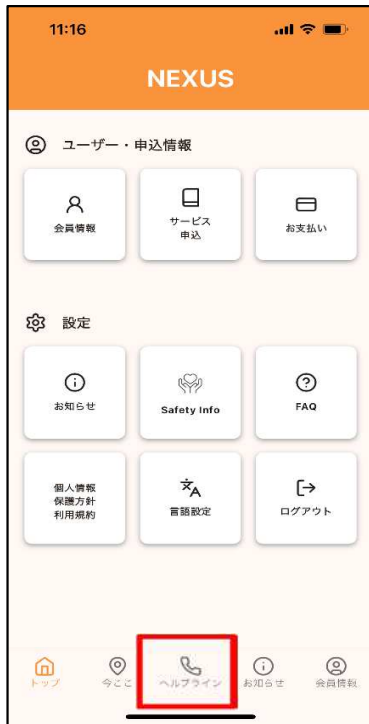 11:16
NEXUS
ユーザー・申込情報
会員情報
サービス
申込
お支払い
設定
お知らせ
Safety Info
FAQ
個人情報
保護方針
利用規約
言語設定
ログアウト
トップ
今ここ
ヘルプライン
お知らせ
会員情報